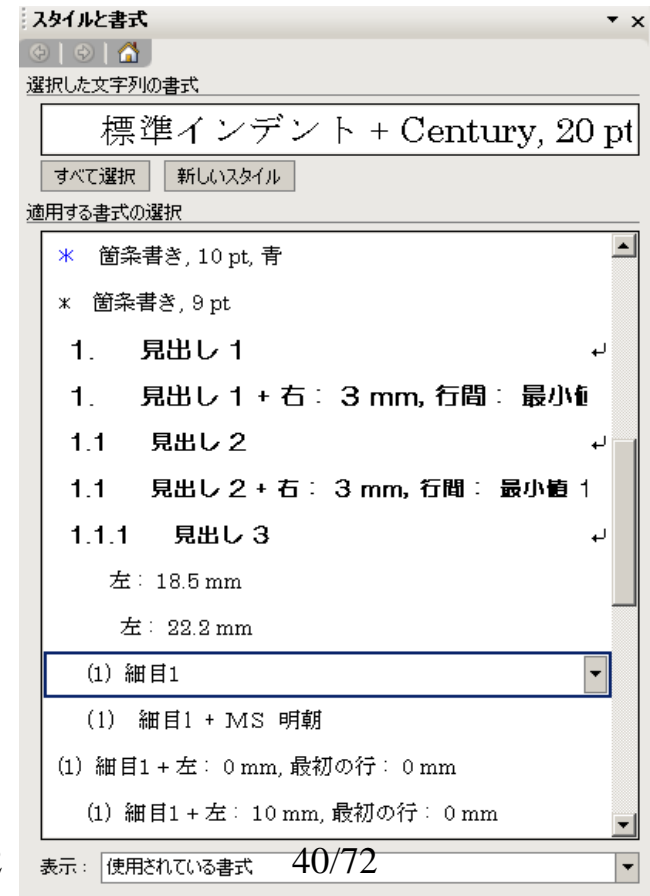 スタイルと書式
選択した文字列の書式
標準インデント + Century, 20 pt
すべて選択 新しいスタイル
適用する書式の選択
* 箇条書き, 10 pt, 青
* 箇条書き, 9 pt
1. 見出し 1 ↵
1. 見出し 1 + 右 : 3 mm, 行間 : 最小値
1.1 見出し 2 ↵
1.1 見出し 2 + 右 : 3 mm, 行間 : 最小値 1
1.1.1 見出し 3 ↵
左 : 18.5 mm
左 : 22.2 mm
(1) 細目1
(1) 細目1 + MS 明朝
(1) 細目1 + 左 : 0 mm, 最初の行 : 0 mm
(1) 細目1 + 左 : 10 mm, 最初の行 : 0 mm
表示 : 使用されている書式 40/72